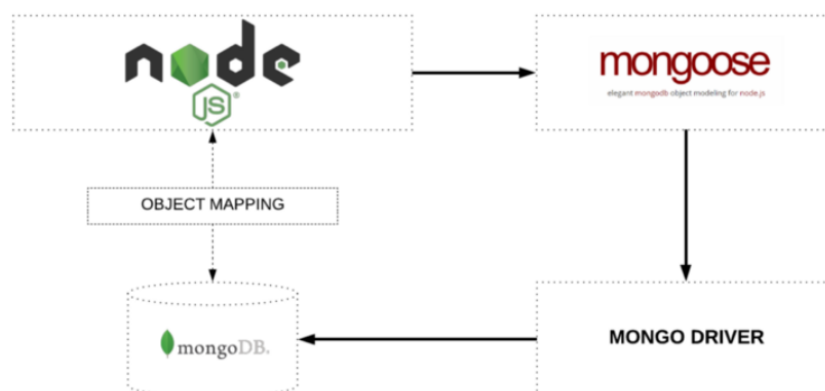 node
JS®
mongoose
elegant mongodb object modeling for node.js
OBJECT MAPPING
mongoDB.
MONGO DRIVER